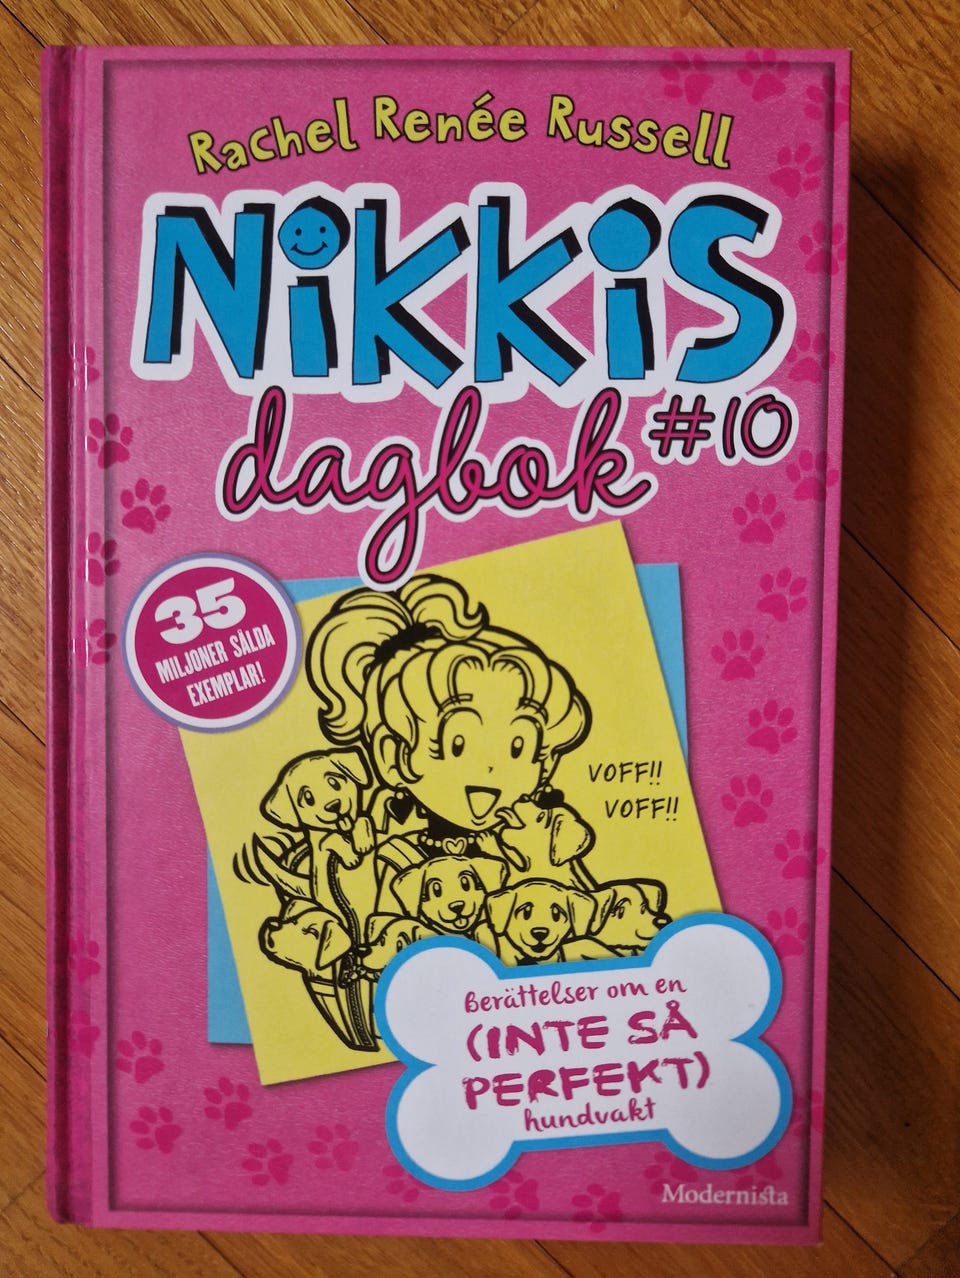 Rachel Renée Russell
NiKKiS
dagbok #10
35
MILJONER SÅLDA
EXEMPLAR!
VOFF!!
VOFF!!
Berättelser om en
(INTE SÅ
PERFEKT)
hundvakt
Modernista